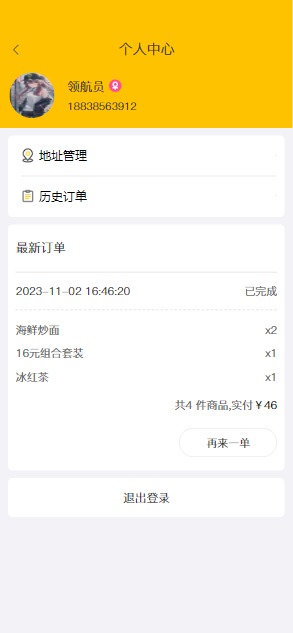 个人中心
领航员
18838563912
地址管理
历史订单
最新订单
2023-11-02 16:46:20 已完成
海鲜炒面 x2
16元组合套装 x1
冰红茶 x1
共4 件商品,实付￥46
再来一单
退出登录